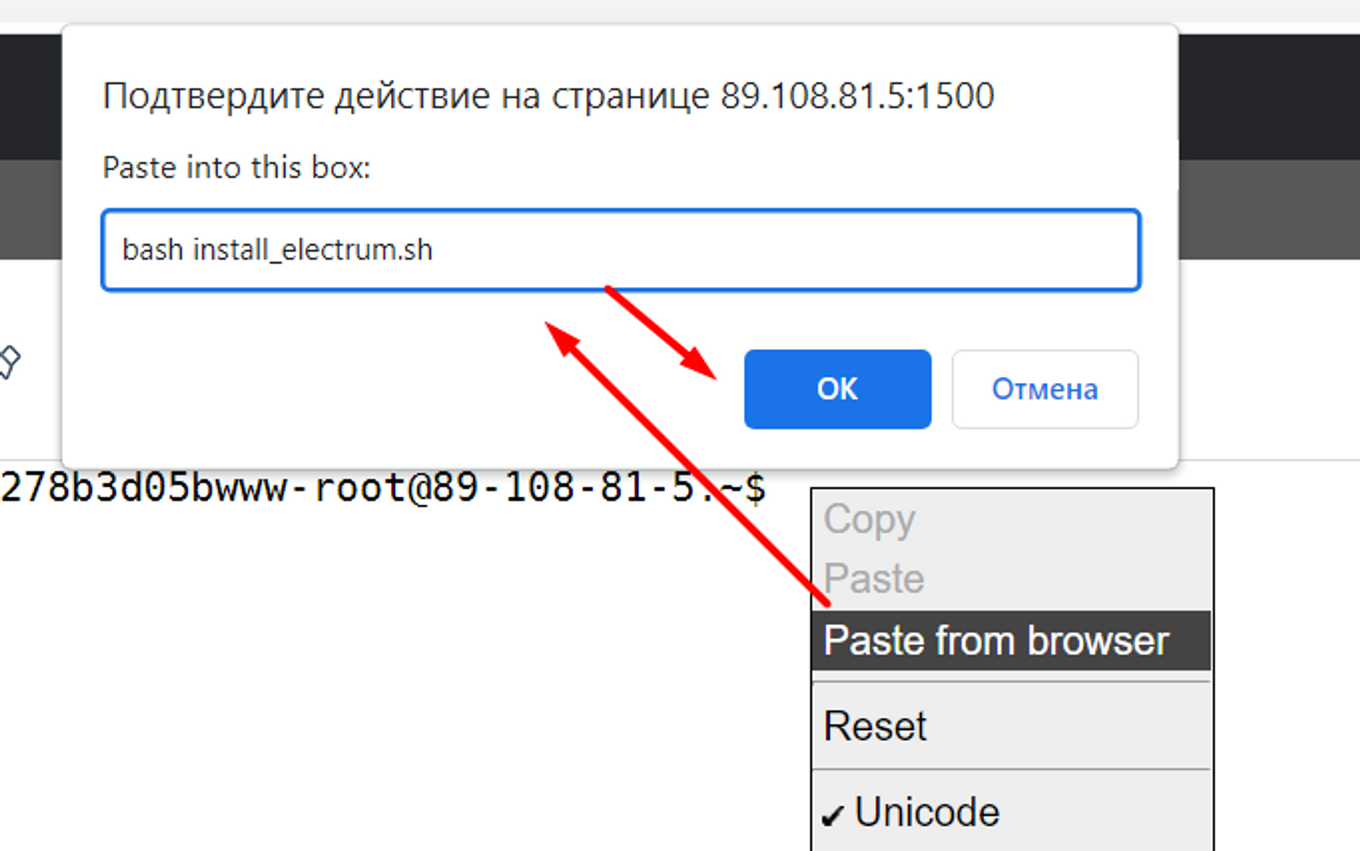 Подтвердите действие на странице 89.108.81.5:1500
Paste into this box:
bash install_electrum.sh
OK
Отмена
278b3d05bwww-root@89-108-81-5:~$
Copy
Paste
Paste from browser
Reset
✔ Unicode